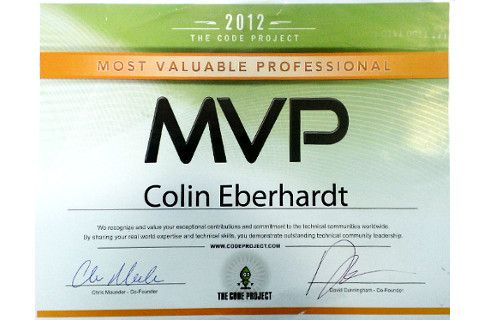 2012
THE CODE PROJECT
MOST VALUABLE PROFESSIONAL
MVP
Colin Eberhardt
We recognize and value your exceptional contributions and commitment to the technical communities worldwide.
By sharing your real world expertise and technical skills, you demonstrate outstanding technical community leadership.
WWW.CODEPROJECT.COM
Chris Maunder - Co-Founder
David Cunningham - Co-Founder
THE CODE PROJECT